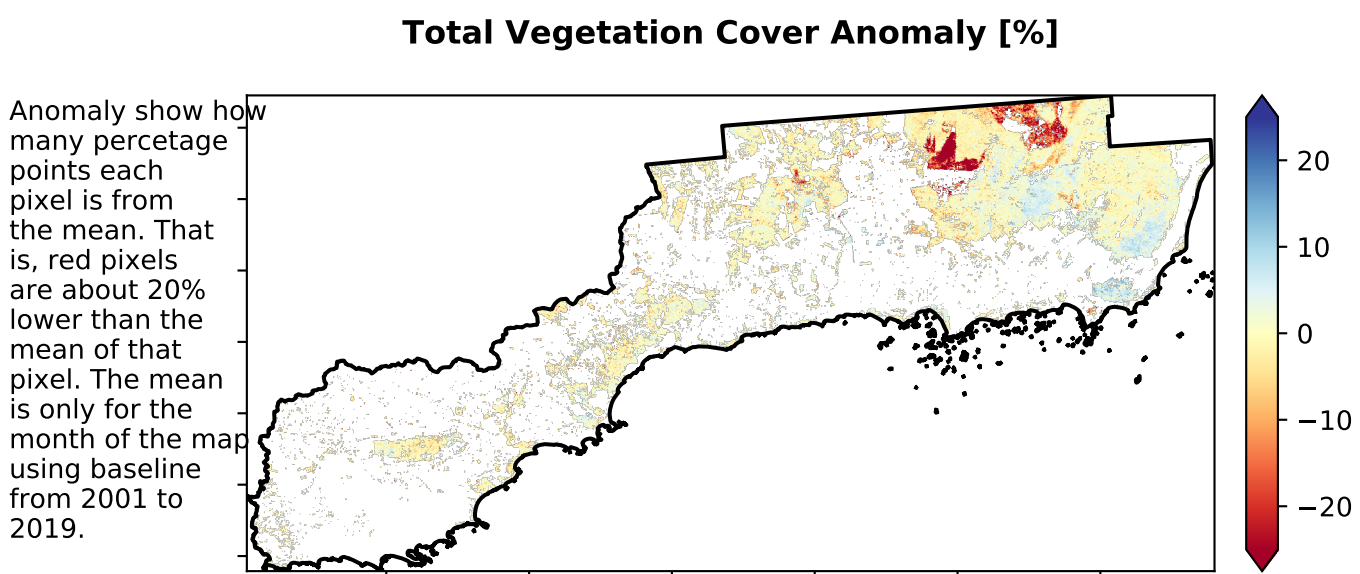 Total Vegetation Cover Anomaly [%]
Anomaly show how
many percetage
points each
pixel is from
the mean. That
is, red pixels
are about 20%
lower than the
mean of that
pixel. The mean
is only for the
month of the map
using baseline
from 2001 to
2019.
20
10
0
−10
−20